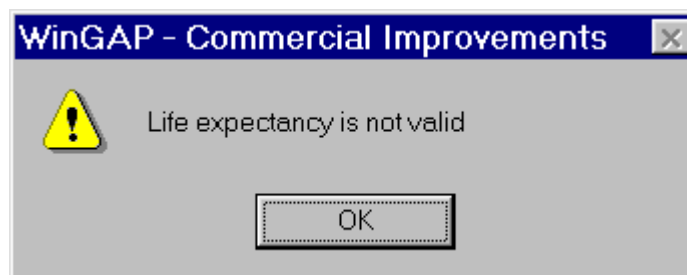 WinGAP - Commercial Improvements
Life expectancy is not valid
OK